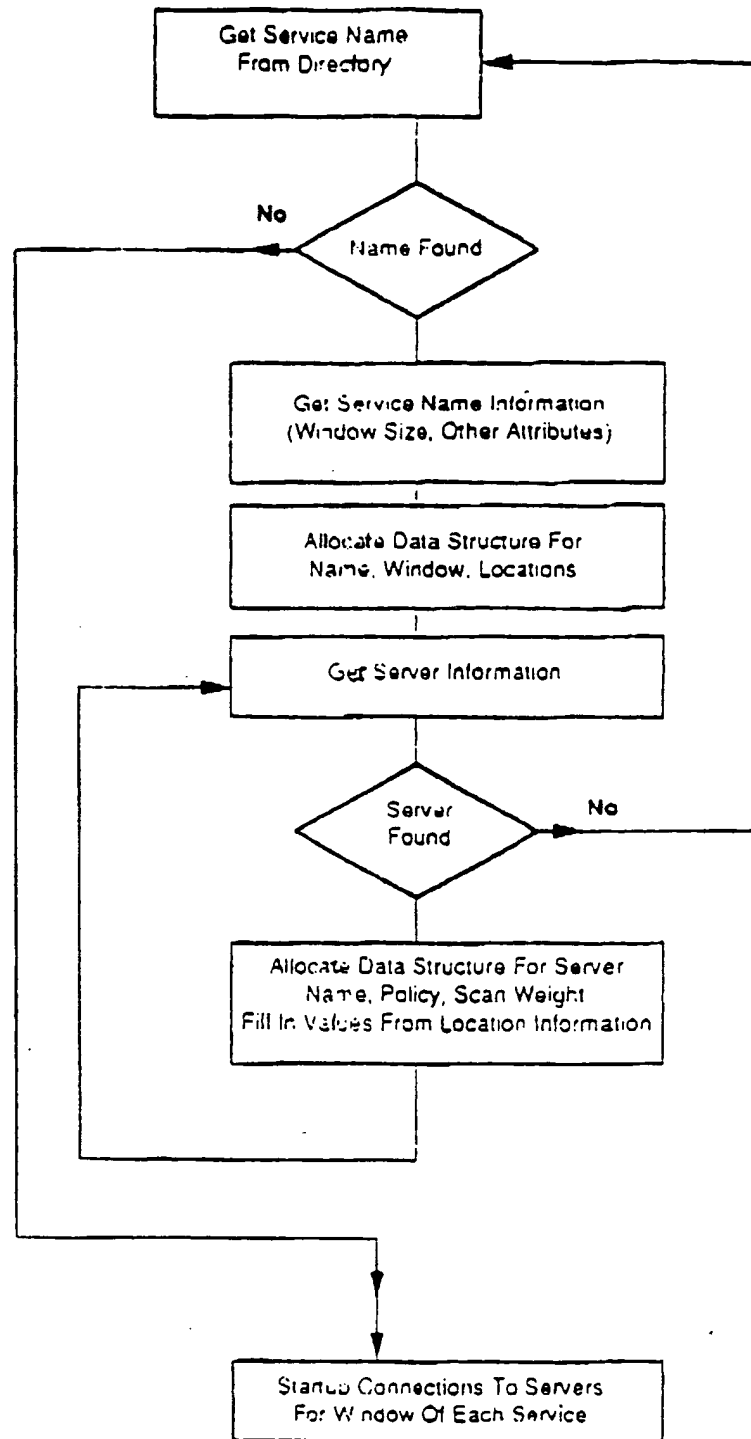 Get Service Name
From Directory
No
Name Found
Get Service Name Information
(Window Size, Other Attributes)
Allocate Data Structure For
Name, Window, Locations
Get Server Information
Server
Found
No
Allocate Data Structure For Server
Name, Policy, Scan Weight
Fill In Values From Location Information
Startup Connections To Servers
For Window Of Each Service